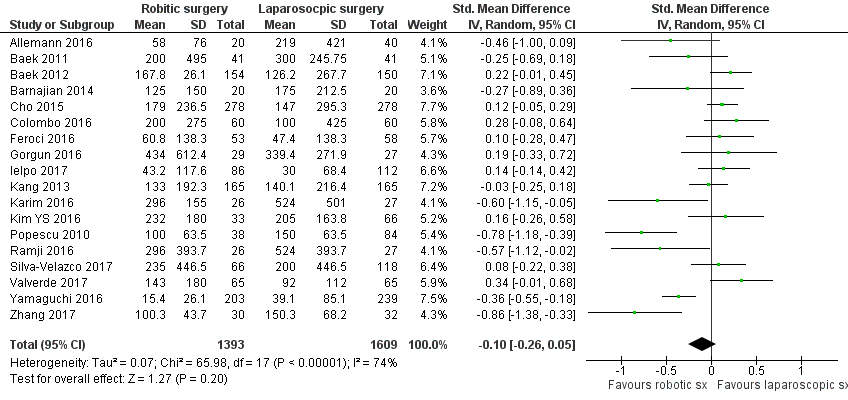 Robitic surgery Laparosocpic surgery Std. Mean Difference Std. Mean Difference
Study or Subgroup Mean SD Total Mean SD Total Weight IV, Random, 95% CI IV, Random, 95% CI
Allemann 2016 58 76 20 219 421 40 4.1% -0.46 [-1.00, 0.09]
Baek 2011 200 495 41 300 245.75 41 5.1% -0.25 [-0.69, 0.18]
Baek 2012 167.8 26.1 154 126.2 267.7 150 7.7% 0.22 [-0.01, 0.45]
Barnajian 2014 125 150 20 175 212.5 20 3.6% -0.27 [-0.89, 0.36]
Cho 2015 179 236.5 278 147 295.3 278 8.4% 0.12 [-0.05, 0.29]
Colombo 2016 200 275 60 100 425 60 6.0% 0.28 [-0.08, 0.64]
Feroci 2016 60.8 138.3 53 47.4 138.3 58 5.8% 0.10 [-0.28, 0.47]
Gorgun 2016 434 612.4 29 339.4 271.9 27 4.3% 0.19 [-0.33, 0.72]
Ielpo 2017 43.2 117.6 86 30 68.4 112 7.0% 0.14 [-0.14, 0.42]
Kang 2013 133 192.3 165 140.1 216.4 165 7.8% -0.03 [-0.25, 0.18]
Karim 2016 296 155 26 524 501 27 4.1% -0.60 [-1.15, -0.05]
Kim YS 2016 232 180 33 205 163.8 66 5.3% 0.16 [-0.26, 0.58]
Popescu 2010 100 63.5 38 150 63.5 84 5.4% -0.78 [-1.18, -0.39]
Ramji 2016 296 393.7 26 524 393.7 27 4.1% -0.57 [-1.12, -0.02]
Silva-Velazco 2017 235 446.5 66 200 446.5 118 6.7% 0.08 [-0.22, 0.38]
Valverde 2017 143 180 65 92 112 65 6.1% 0.34 [-0.01, 0.68]
Yamaguchi 2016 15.4 26.1 203 39.1 85.1 239 8.1% -0.36 [-0.55, -0.18]
Zhang 2017 100.3 43.7 30 150.3 68.2 32 4.3% -0.86 [-1.38, -0.33]
Total (95% CI) 1393 1609 100.0% -0.10 [-0.26, 0.05]
Heterogeneity: Tau² = 0.07; Chi² = 65.98, df = 17 (P < 0.00001); I² = 74%
Test for overall effect: Z = 1.27 (P = 0.20)
-1 -0.5 0 0.5 1
Favours robotic sx Favours laparoscopic sx